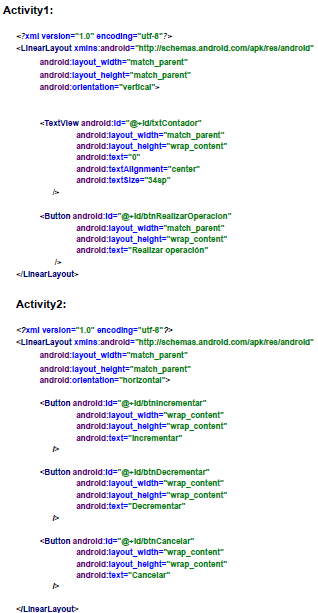 Activity1:
<?xml version="1.0" encoding="utf-8"?>
<LinearLayout xmlns:android="http://schemas.android.com/apk/res/android"
android:layout_width="match_parent"
android:layout_height="match_parent"
android:orientation="vertical">
<TextView android:id="@+id/txtContador"
android:layout_width="match_parent"
android:layout_height="wrap_content"
android:text="0"
android:textAlignment="center"
android:textSize="34sp"
/>
<Button android:id="@+id/btnRealizarOperacion"
android:layout_width="match_parent"
android:layout_height="wrap_content"
android:text="Realizar operación"
/>
</LinearLayout>
Activity2:
<?xml version="1.0" encoding="utf-8"?>
<LinearLayout xmlns:android="http://schemas.android.com/apk/res/android"
android:layout_width="match_parent"
android:layout_height="match_parent"
android:orientation="horizontal">
<Button android:id="@+id/btnIncrementar"
android:layout_width="wrap_content"
android:layout_height="wrap_content"
android:text="Incrementar"
/>
<Button android:id="@+id/btnDecrementar"
android:layout_width="wrap_content"
android:layout_height="wrap_content"
android:text="Decrementar"
/>
<Button android:id="@+id/btnCancelar"
android:layout_width="wrap_content"
android:layout_height="wrap_content"
android:text="Cancelar"
/>
</LinearLayout>